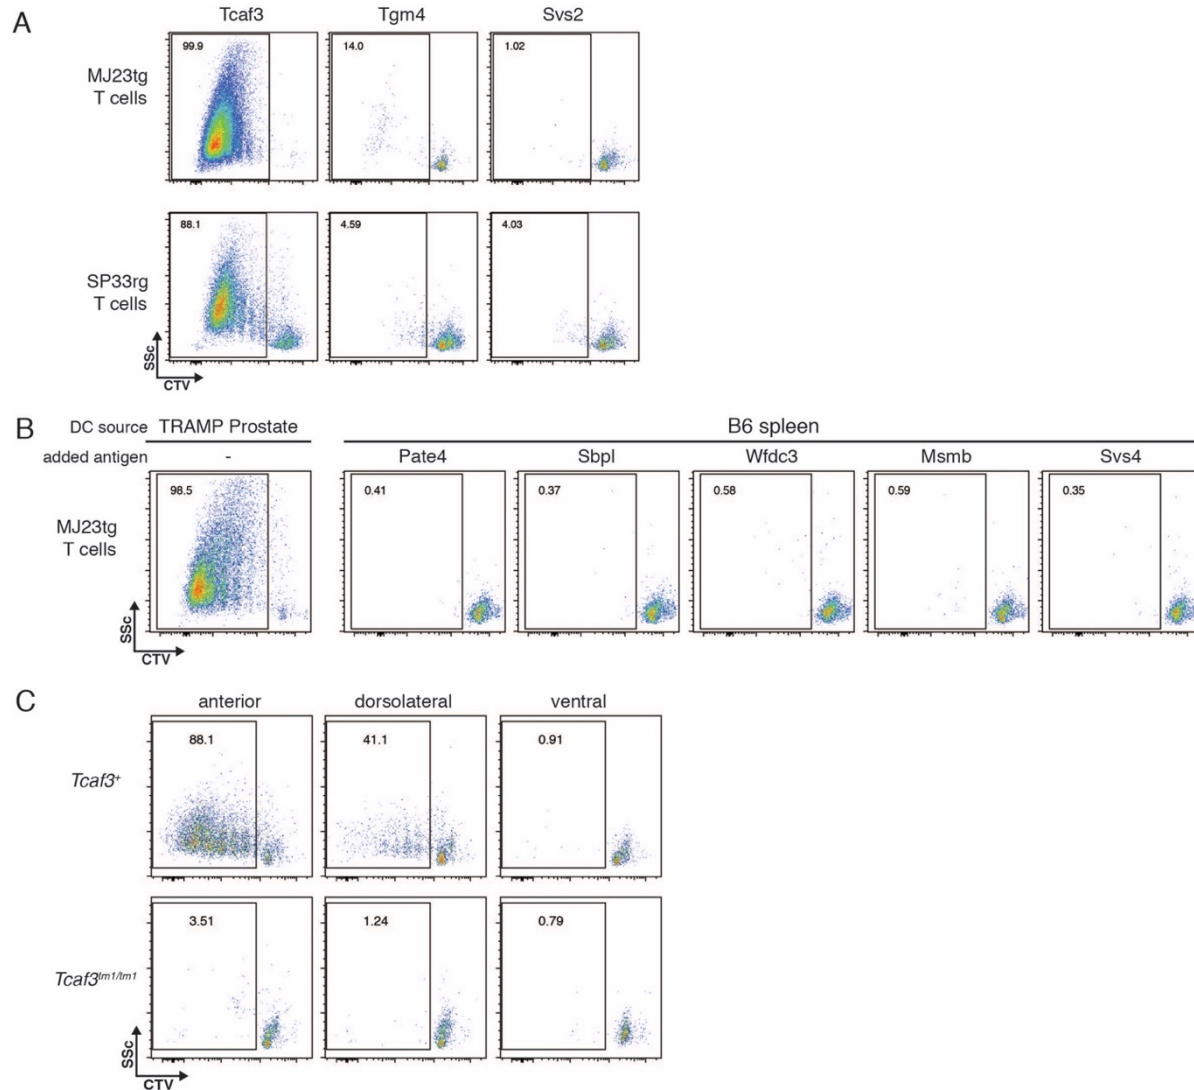 A
Tcaf3 Tgm4 Svs2
MJ23tg
T cells
99.9 14.0 1.02
SP33rg
T cells
88.1 4.59 4.03
SSc
CTV
B
DC source TRAMP Prostate B6 spleen
added antigen - Pate4 Sbpl Wfdc3 Msmb Svs4
MJ23tg
T cells
98.5 0.41 0.37 0.58 0.59 0.35
SSc
CTV
C
anterior dorsolateral ventral
Tcaf3+
88.1 41.1 0.91
Tcaf3tm1/tm1
3.51 1.24 0.79
SSc
CTV